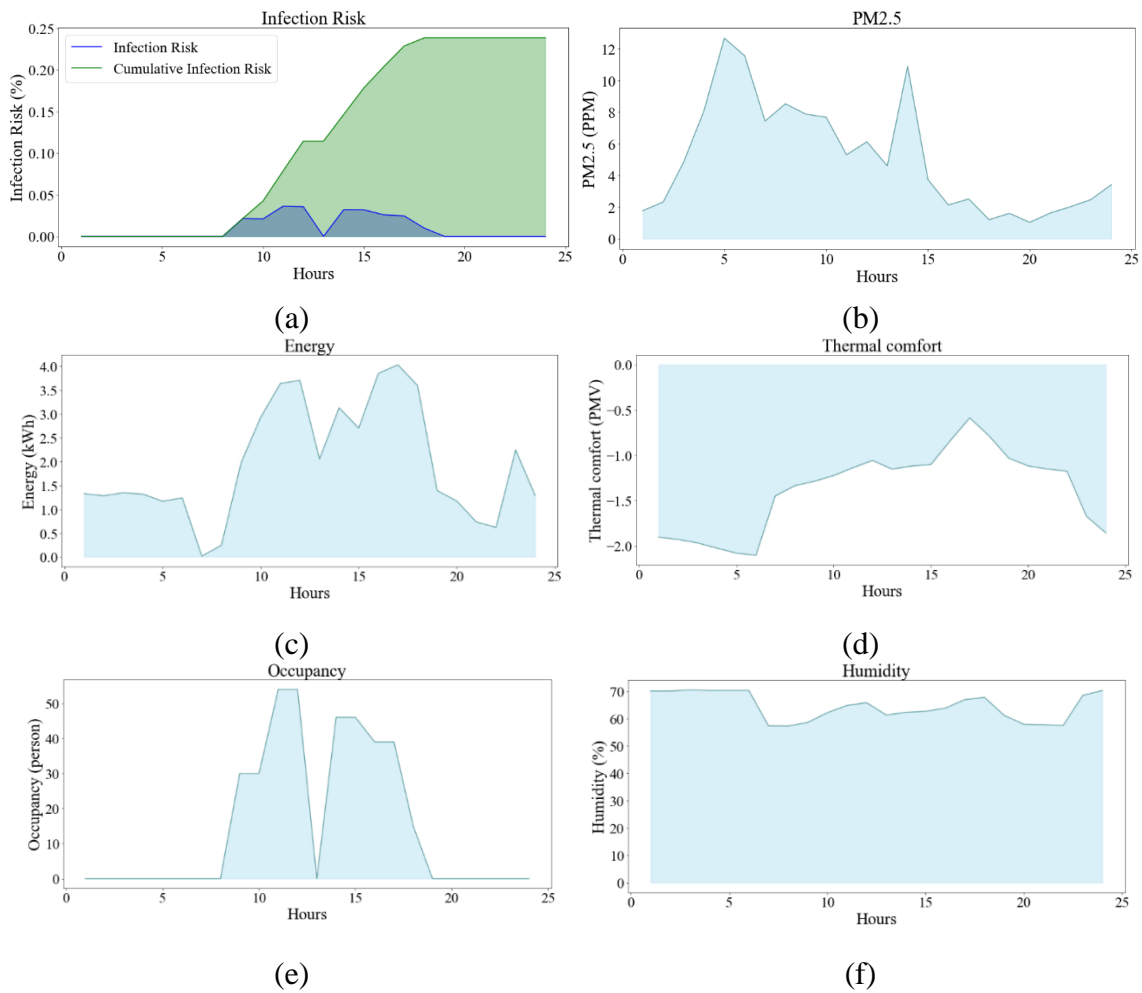 Infection Risk
Infection Risk (%)
0.25
0.20
0.15
0.10
0.05
0.00
Infection Risk
Cumulative Infection Risk
0 5 10 15 20 25
Hours
(a)
PM2.5
PM2.5 (PPM)
12
10
8
6
4
2
0
0 5 10 15 20 25
Hours
(b)
Energy
Energy (kWh)
4.0
3.5
3.0
2.5
2.0
1.5
1.0
0.5
0.0
0 5 10 15 20 25
Hours
(c)
Thermal comfort
Thermal comfort (PMV)
0.0
−0.5
−1.0
−1.5
−2.0
0 5 10 15 20 25
Hours
(d)
Occupancy
Occupancy (person)
50
40
30
20
10
0
0 5 10 15 20 25
Hours
(e)
Humidity
Humidity (%)
70
60
50
40
30
20
10
0
0 5 10 15 20 25
Hours
(f)